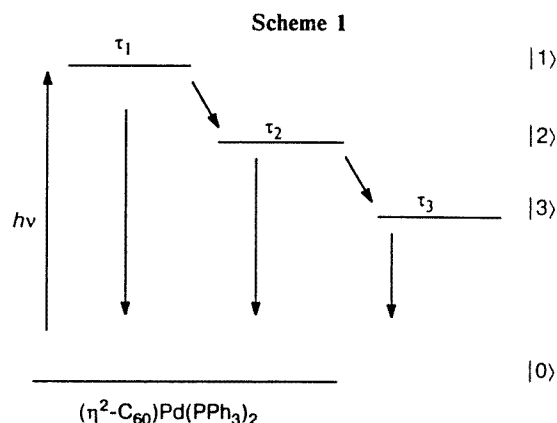 Scheme 1
τ₁
|1⟩
τ₂
|2⟩
τ₃
|3⟩
hν
|0⟩
(η²-C₆₀)Pd(PPh₃)₂